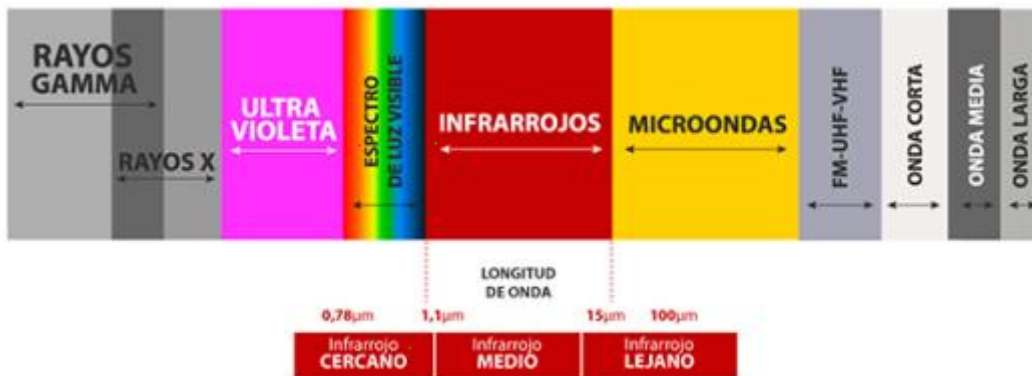 RAYOS
GAMMA
RAYOS X
ULTRA
VIOLETA
ESPECTRO
DE LUZ VISIBLE
INFRARROJOS
MICROONDAS
FM-UHF-VHF
ONDA CORTA
ONDA MEDIA
ONDA LARGA
LONGITUD
DE ONDA
0,78µm 1,1µm 15µm 100µm
Infrarrojo
CERCANO
Infrarrojo
MEDIO
Infrarrojo
LEJANO